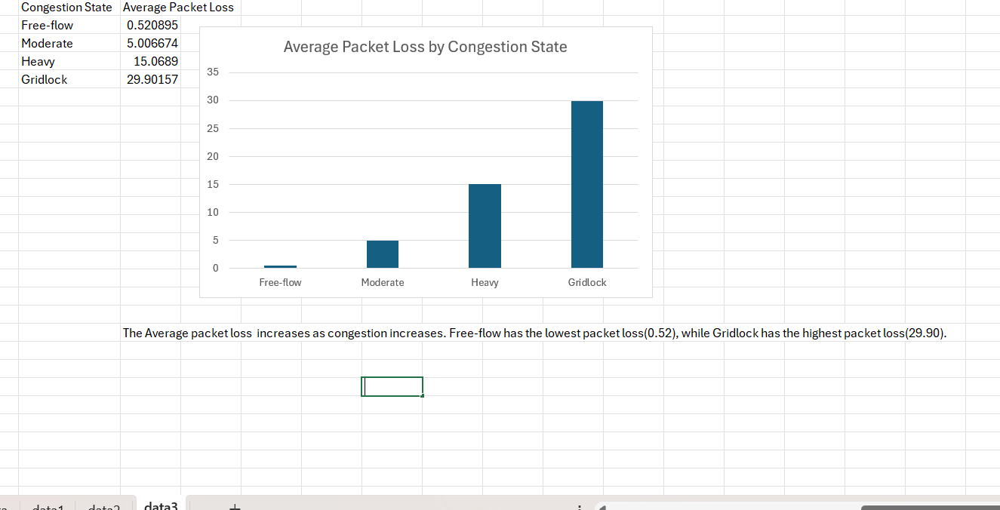 Congestion State Average Packet Loss
Free-flow 0.520895
Moderate 5.006674
Heavy 15.0689
Gridlock 29.90157
Average Packet Loss by Congestion State
35
30
25
20
15
10
5
0
Free-flow Moderate Heavy Gridlock
The Average packet loss  increases as congestion increases. Free-flow has the lowest packet loss(0.52), while Gridlock has the highest packet loss(29.90).
data1 data2 data3 +